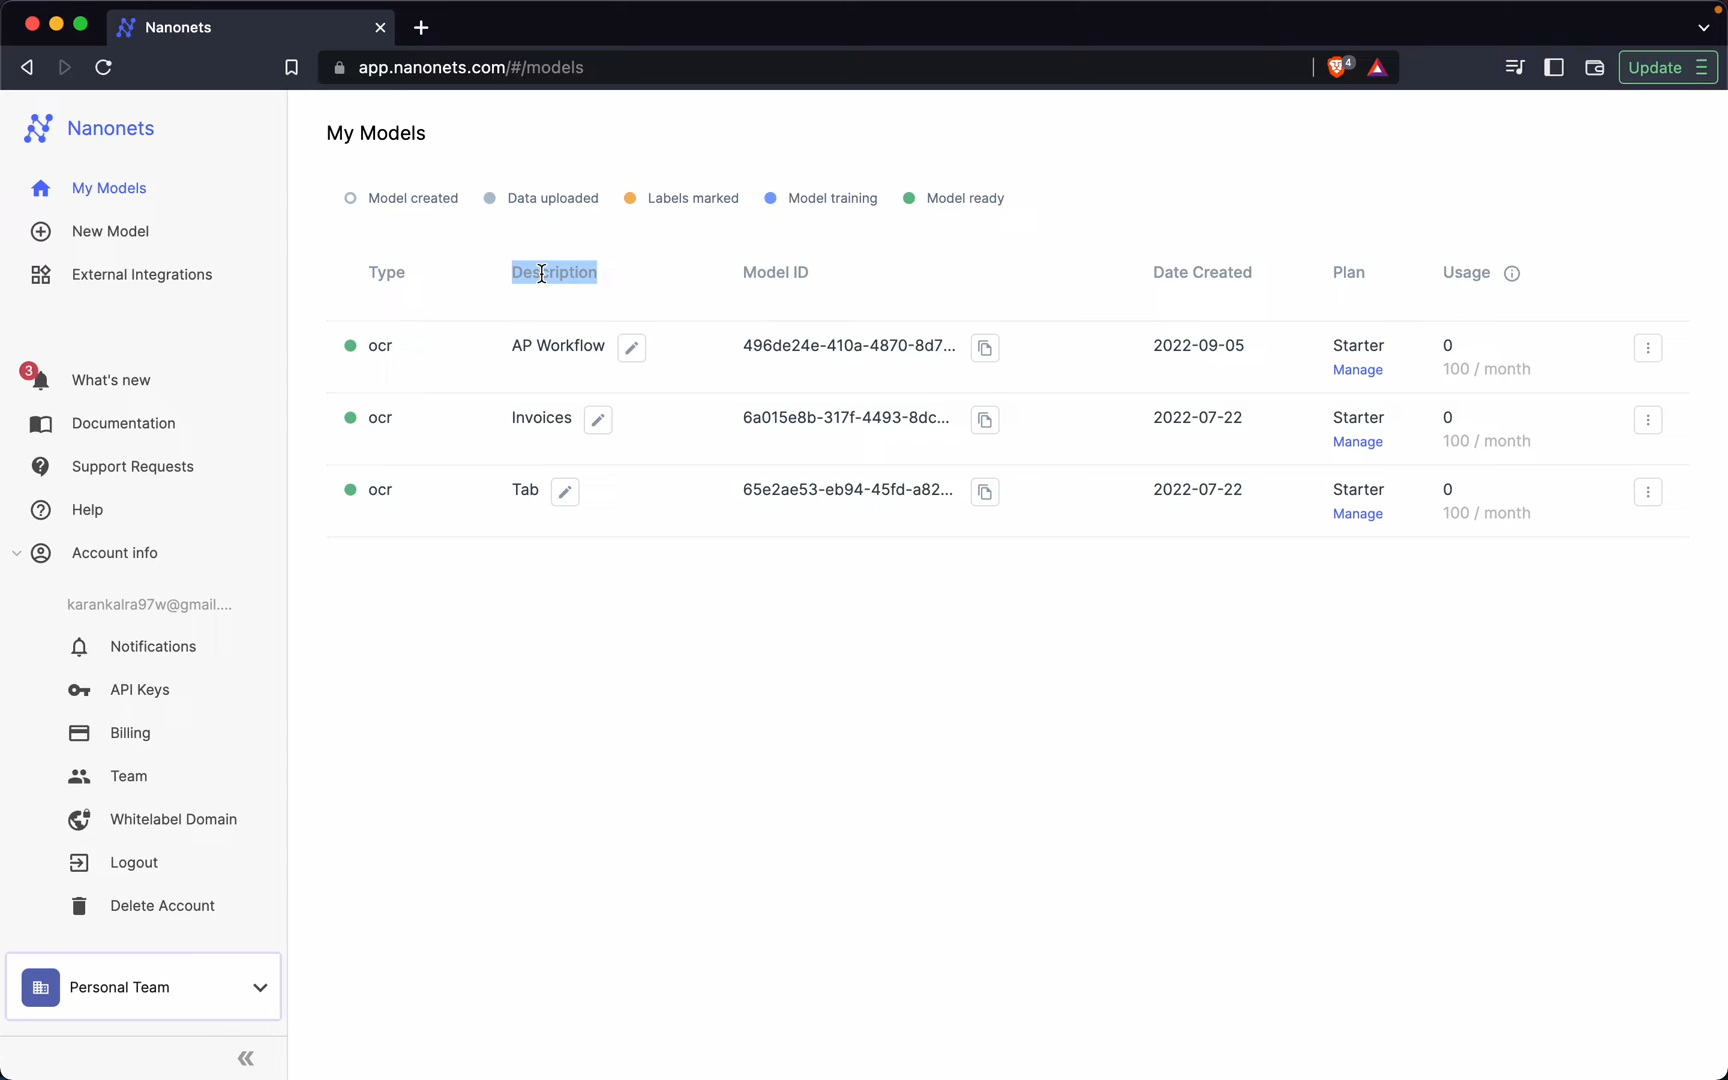 Nanonets
app.nanonets.com/#/models
4
Update
Nanonets
My Models
New Model
External Integrations
3
What's new
Documentation
Support Requests
Help
Account info
karankalra97w@gmail....
Notifications
API Keys
Billing
Team
Whitelabel Domain
Logout
Delete Account
Personal Team
My Models
Model created Data uploaded Labels marked Model training Model ready
Type Description Model ID Date Created Plan Usage
ocr AP Workflow 496de24e-410a-4870-8d7... 2022-09-05 Starter 0
Manage 100 / month
ocr Invoices 6a015e8b-317f-4493-8dc... 2022-07-22 Starter 0
Manage 100 / month
ocr Tab 65e2ae53-eb94-45fd-a82... 2022-07-22 Starter 0
Manage 100 / month